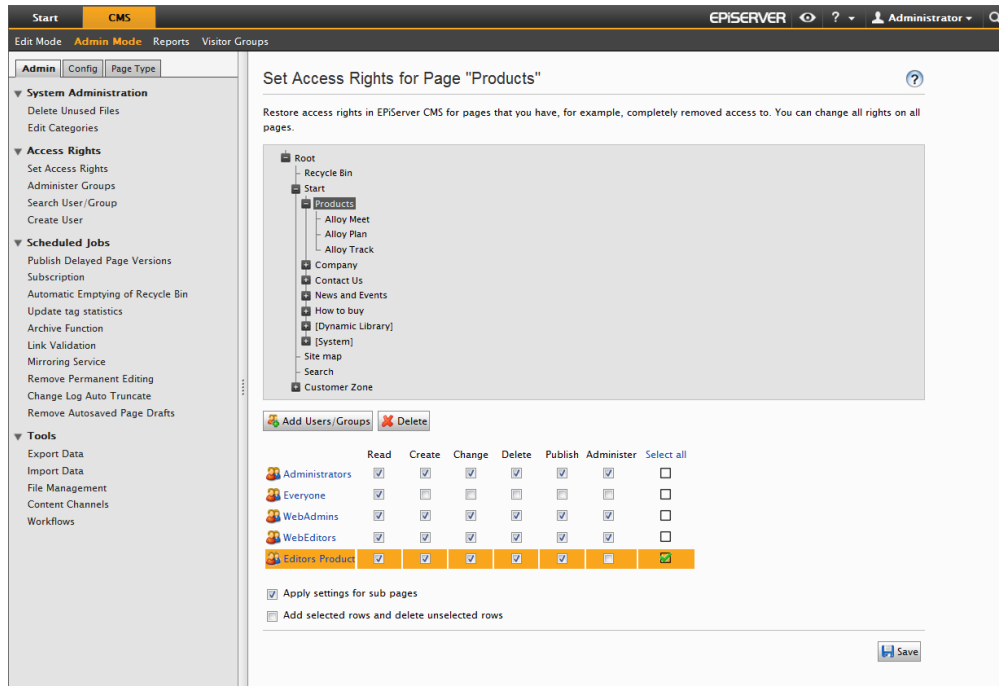 Start CMS EPiSERVER ? Administrator
Edit Mode Admin Mode Reports Visitor Groups
Admin Config Page Type
System Administration
Delete Unused Files
Edit Categories
Access Rights
Set Access Rights
Administer Groups
Search User/Group
Create User
Scheduled Jobs
Publish Delayed Page Versions
Subscription
Automatic Emptying of Recycle Bin
Update tag statistics
Archive Function
Link Validation
Mirroring Service
Remove Permanent Editing
Change Log Auto Truncate
Remove Autosaved Page Drafts
Tools
Export Data
Import Data
File Management
Content Channels
Workflows
Set Access Rights for Page "Products" ?
Restore access rights in EPiServer CMS for pages that you have, for example, completely removed access to. You can change all rights on all
pages.
Root
Recycle Bin
Start
Products
Alloy Meet
Alloy Plan
Alloy Track
Company
Contact Us
News and Events
How to buy
[Dynamic Library]
[System]
Site map
Search
Customer Zone
Add Users/Groups Delete
Read Create Change Delete Publish Administer Select all
Administrators
Everyone
WebAdmins
WebEditors
Editors Product
Apply settings for sub pages
Add selected rows and delete unselected rows
Save